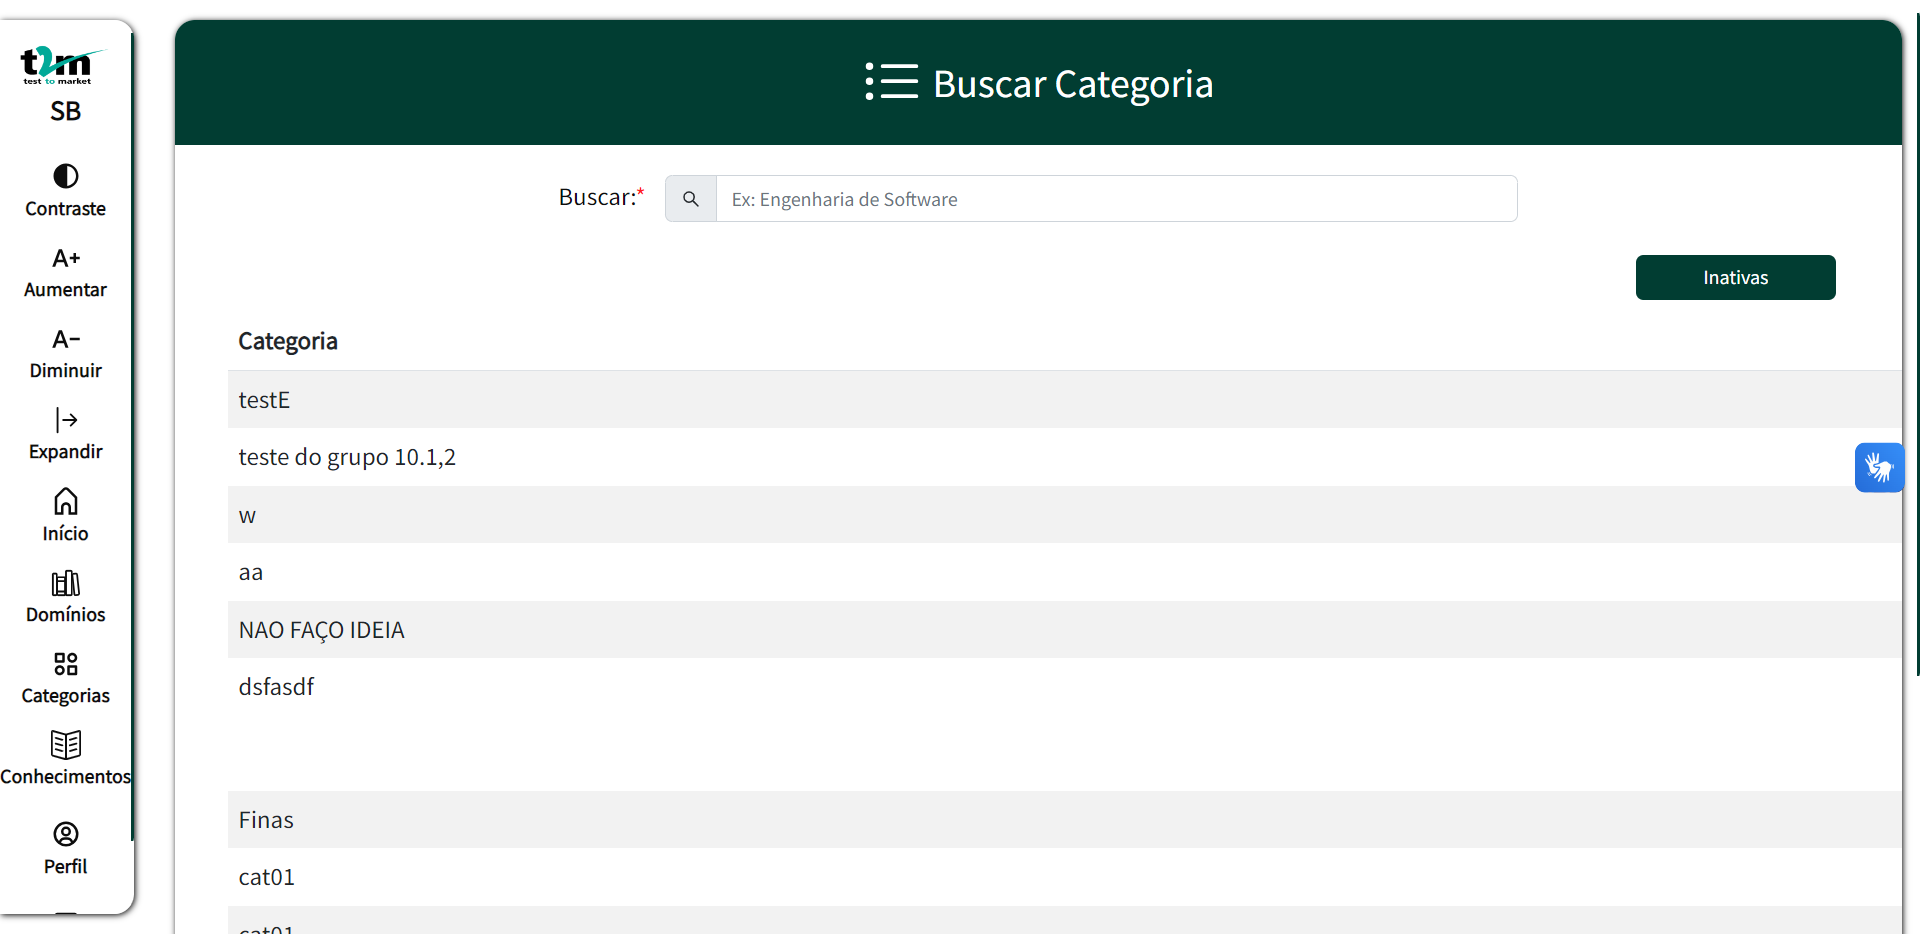 t2m
test to market
SB
Contraste
A+
Aumentar
A-
Diminuir
Expandir
Início
Domínios
Categorias
Conhecimentos
Perfil
Buscar Categoria
Buscar:*
Ex: Engenharia de Software
Inativas
Categoria
testE
teste do grupo 10.1,2
w
aa
NAO FAÇO IDEIA
dsfasdf
Finas
cat01
cat01